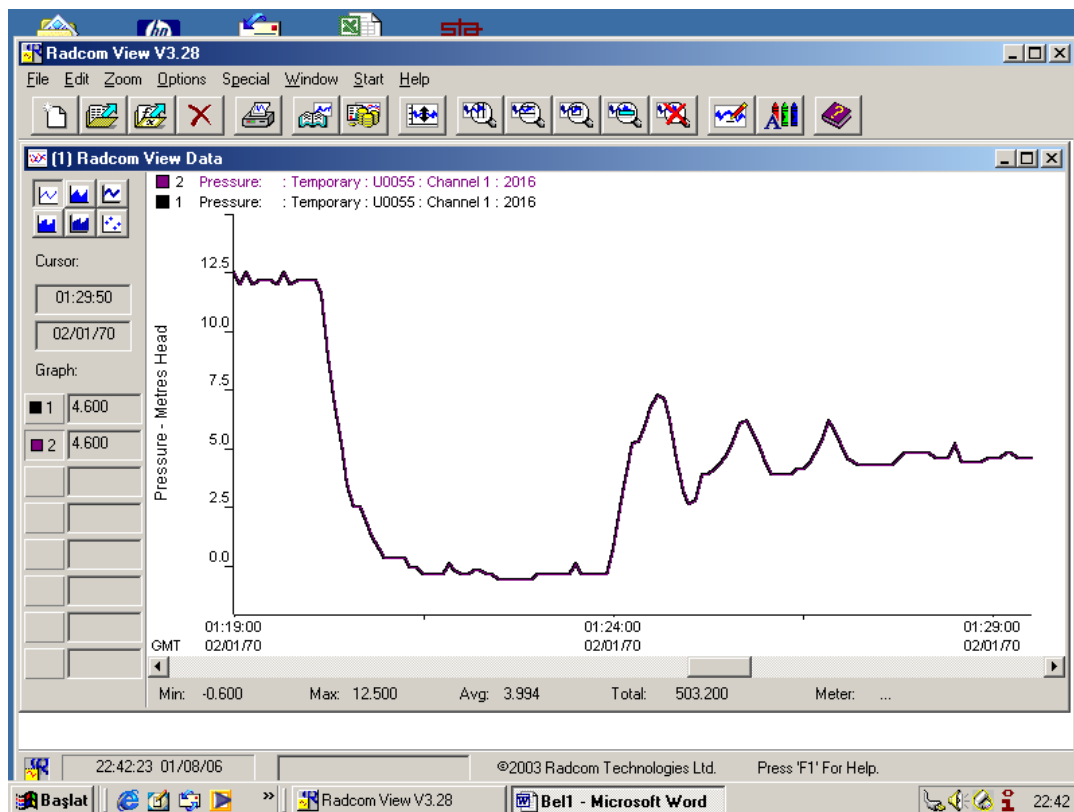 hp
sta
Radcom View V3.28
File Edit Zoom Options Special Window Start Help
(1) Radcom View Data
2 Pressure: : Temporary : U0055 : Channel 1 : 2016
1 Pressure: : Temporary : U0055 : Channel 1 : 2016
Cursor:
01:29:50
02/01/70
Graph:
1 4.600
2 4.600
Pressure - Metres Head
12.5
10.0
7.5
5.0
2.5
0.0
01:19:00 01:24:00 01:29:00
GMT 02/01/70 02/01/70 02/01/70
Min: -0.600 Max: 12.500 Avg: 3.994 Total: 503.200 Meter: ...
22:42:23 01/08/06 ©2003 Radcom Technologies Ltd. Press 'F1' For Help.
Başlat » Radcom View V3.28 Bel1 - Microsoft Word 22:42